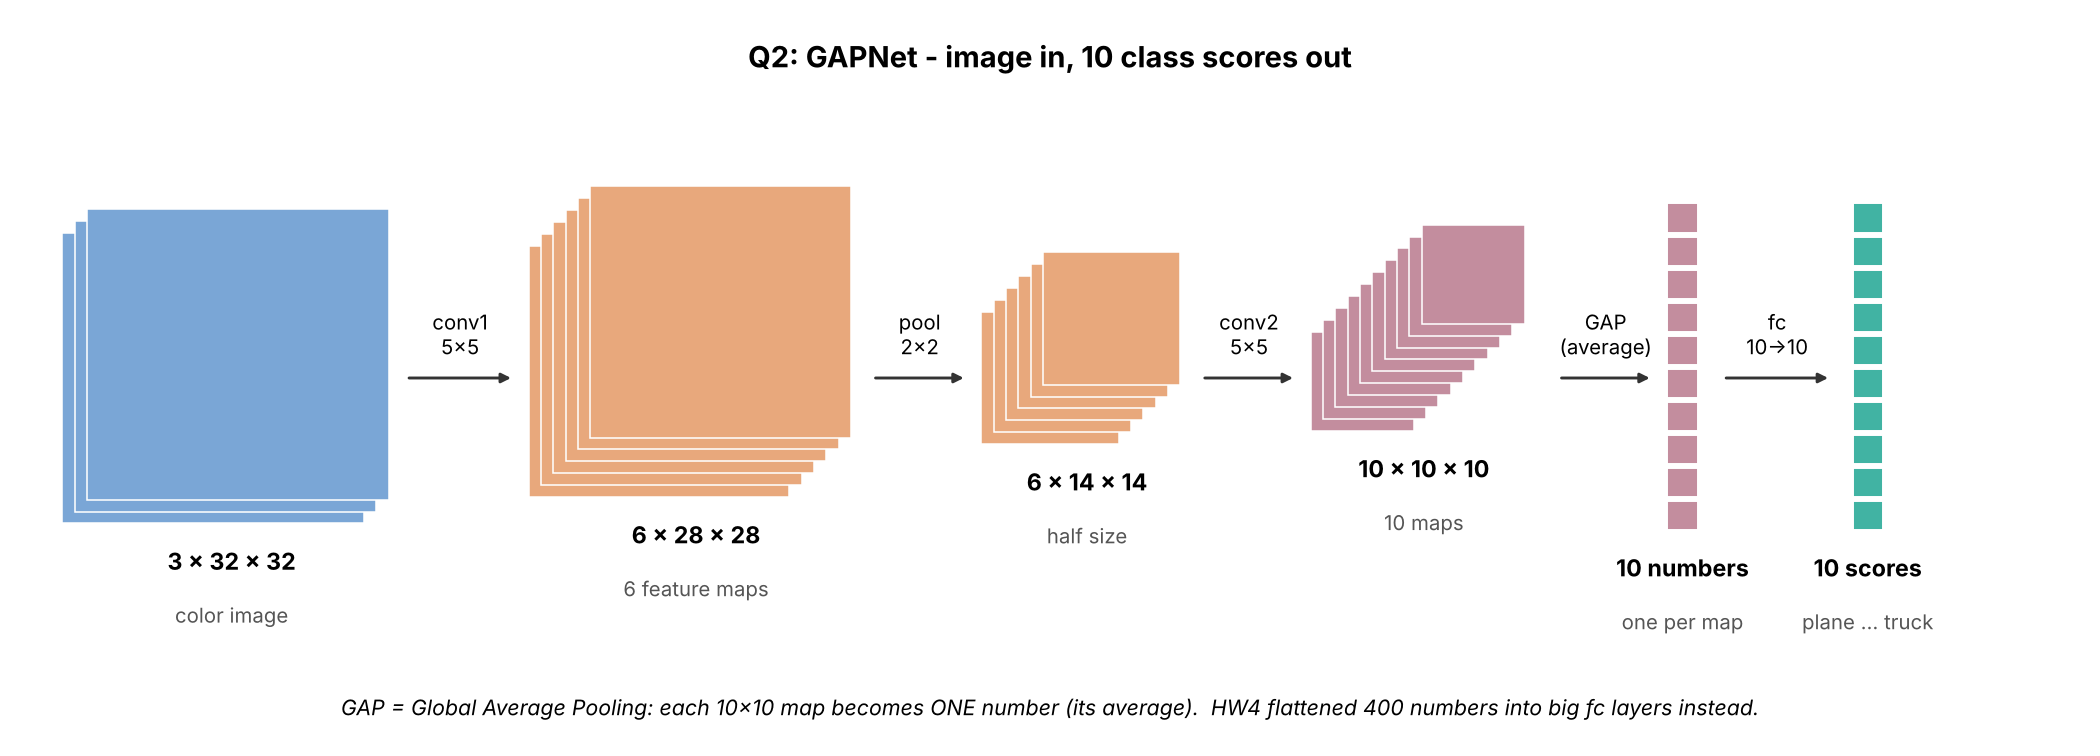 Q2: GAPNet - image in, 10 class scores out
conv1
5×5
pool
2×2
conv2
5×5
GAP
(average)
fc
10→10
3 × 32 × 32
color image
6 × 28 × 28
6 feature maps
6 × 14 × 14
half size
10 × 10 × 10
10 maps
10 numbers
one per map
10 scores
plane ... truck
GAP = Global Average Pooling: each 10×10 map becomes ONE number (its average).  HW4 flattened 400 numbers into big fc layers instead.